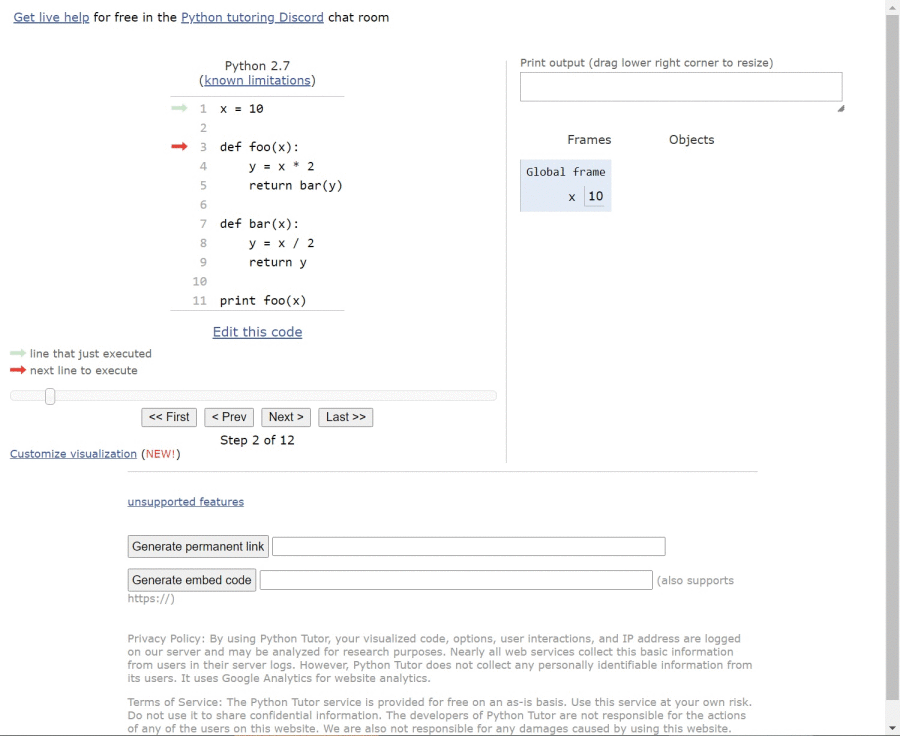 Get live help for free in the Python tutoring Discord chat room
Python 2.7
(known limitations)
1 x = 10
2
3 def foo(x):
4     y = x * 2
5     return bar(y)
6
7 def bar(x):
8     y = x / 2
9     return y
10
11 print foo(x)
Edit this code
line that just executed
next line to execute
<< First < Prev Next > Last >>
Step 2 of 12
Customize visualization (NEW!)
Print output (drag lower right corner to resize)
Frames Objects
Global frame
x 10
unsupported features
Generate permanent link
Generate embed code (also supports
https://)
Privacy Policy: By using Python Tutor, your visualized code, options, user interactions, and IP address are logged
on our server and may be analyzed for research purposes. Nearly all web services collect this basic information
from users in their server logs. However, Python Tutor does not collect any personally identifiable information from
its users. It uses Google Analytics for website analytics.
Terms of Service: The Python Tutor service is provided for free on an as-is basis. Use this service at your own risk.
Do not use it to share confidential information. The developers of Python Tutor are not responsible for the actions
of any of the users on this website. We are also not responsible for any damages caused by using this website.